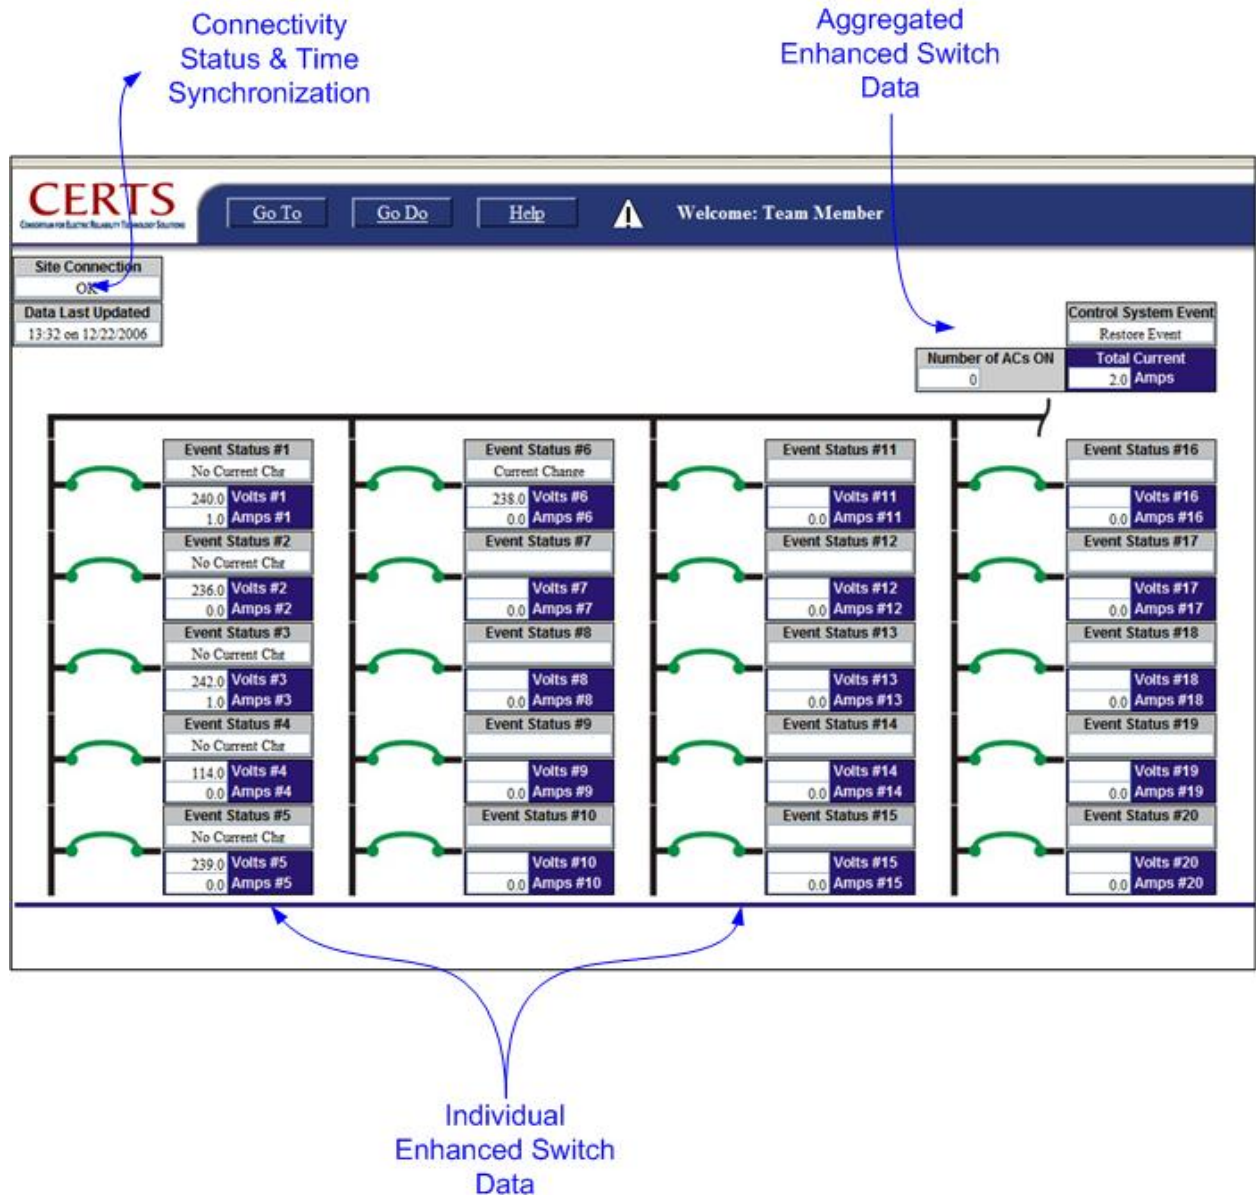 Connectivity
Status & Time
Synchronization
Aggregated
Enhanced Switch
Data
CERTS
CONSORTIUM FOR ELECTRIC RELIABILITY TECHNOLOGY SOLUTIONS
Go To
Go Do
Help
Welcome: Team Member
Site Connection
OK
Data Last Updated
13:32 on 12/22/2006
Control System Event
Restore Event
Number of ACs ON
0
Total Current
2.0 Amps
Event Status #1
No Current Chg
240.0 Volts #1
1.0 Amps #1
Event Status #2
No Current Chg
236.0 Volts #2
0.0 Amps #2
Event Status #3
No Current Chg
242.0 Volts #3
1.0 Amps #3
Event Status #4
No Current Chg
114.0 Volts #4
0.0 Amps #4
Event Status #5
No Current Chg
239.0 Volts #5
0.0 Amps #5
Event Status #6
Current Change
238.0 Volts #6
0.0 Amps #6
Event Status #7
Volts #7
0.0 Amps #7
Event Status #8
Volts #8
0.0 Amps #8
Event Status #9
Volts #9
0.0 Amps #9
Event Status #10
Volts #10
0.0 Amps #10
Event Status #11
Volts #11
0.0 Amps #11
Event Status #12
Volts #12
0.0 Amps #12
Event Status #13
Volts #13
0.0 Amps #13
Event Status #14
Volts #14
0.0 Amps #14
Event Status #15
Volts #15
0.0 Amps #15
Event Status #16
Volts #16
0.0 Amps #16
Event Status #17
Volts #17
0.0 Amps #17
Event Status #18
Volts #18
0.0 Amps #18
Event Status #19
Volts #19
0.0 Amps #19
Event Status #20
Volts #20
0.0 Amps #20
Individual
Enhanced Switch
Data